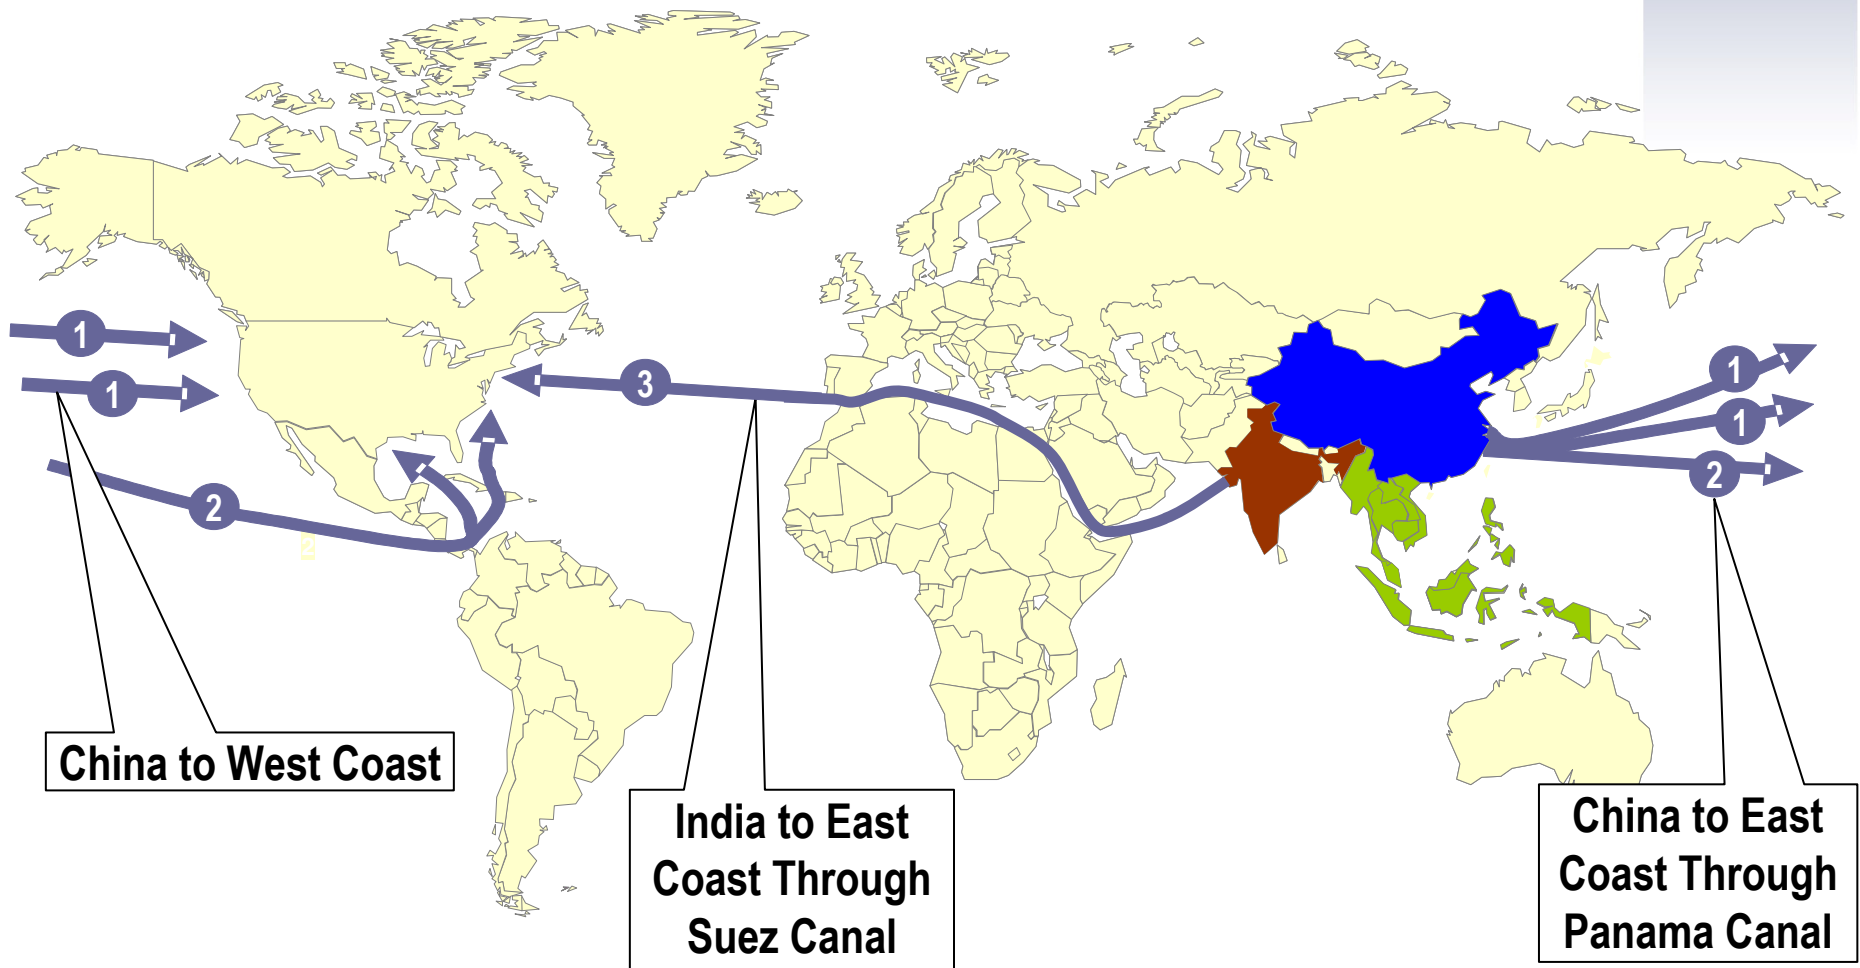 1
1
2
3
1
1
2
China to West Coast
India to East
Coast Through
Suez Canal
China to East
Coast Through
Panama Canal